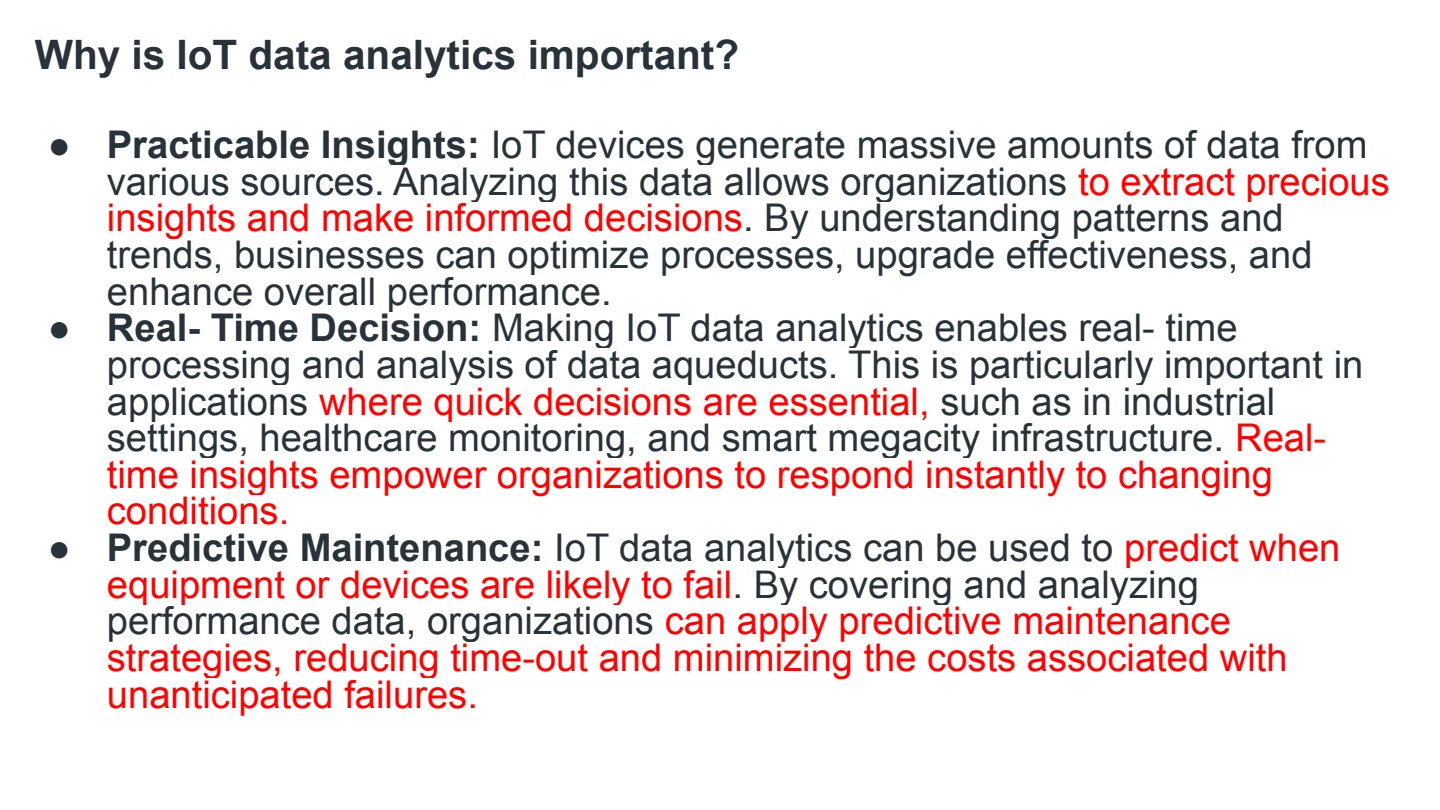 Why is IoT data analytics important?
● Practicable Insights: IoT devices generate massive amounts of data from
various sources. Analyzing this data allows organizations to extract precious
insights and make informed decisions. By understanding patterns and
trends, businesses can optimize processes, upgrade effectiveness, and
enhance overall performance.
● Real- Time Decision: Making IoT data analytics enables real- time
processing and analysis of data aqueducts. This is particularly important in
applications where quick decisions are essential, such as in industrial
settings, healthcare monitoring, and smart megacity infrastructure. Real-
time insights empower organizations to respond instantly to changing
conditions.
● Predictive Maintenance: IoT data analytics can be used to predict when
equipment or devices are likely to fail. By covering and analyzing
performance data, organizations can apply predictive maintenance
strategies, reducing time-out and minimizing the costs associated with
unanticipated failures.